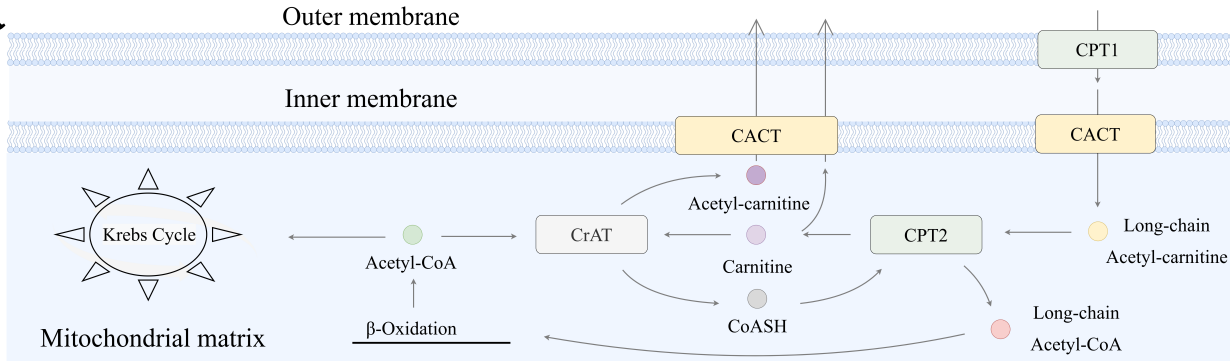 Outer membrane
CPT1
Inner membrane
CACT
CACT
Acetyl-carnitine
Krebs Cycle
Acetyl-CoA
CrAT
Carnitine
CPT2
Long-chain
Acetyl-carnitine
CoASH
β-Oxidation
Long-chain
Acetyl-CoA
Mitochondrial matrix